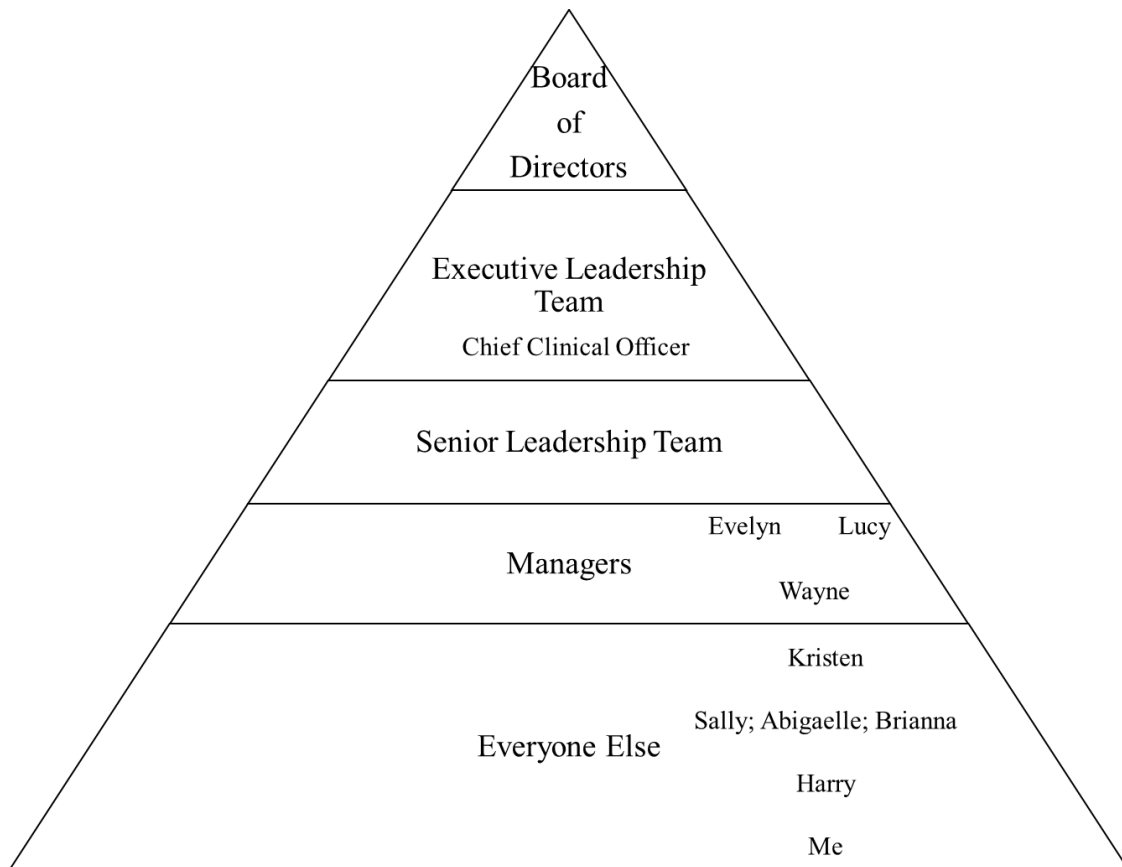 Board
of
Directors
Executive Leadership
Team
Chief Clinical Officer
Senior Leadership Team
Evelyn Lucy
Managers
Wayne
Kristen
Sally; Abigaelle; Brianna
Everyone Else
Harry
Me